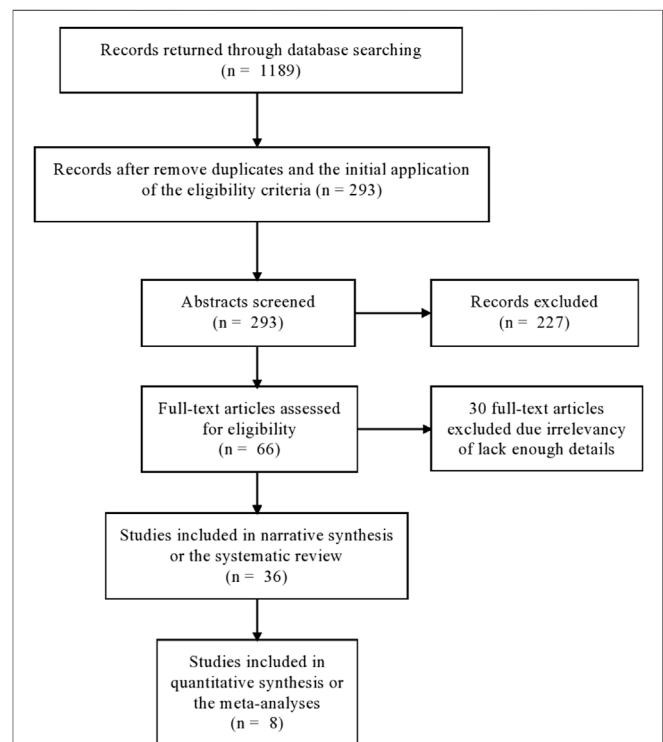 Records returned through database searching
(n = 1189)
Records after remove duplicates and the initial application
of the eligibility criteria (n = 293)
Abstracts screened
(n = 293)
Records excluded
(n = 227)
Full-text articles assessed
for eligibility
(n = 66)
30 full-text articles
excluded due irrelevancy
of lack enough details
Studies included in narrative synthesis
or the systematic review
(n = 36)
Studies included in
quantitative synthesis or
the meta-analyses
(n = 8)